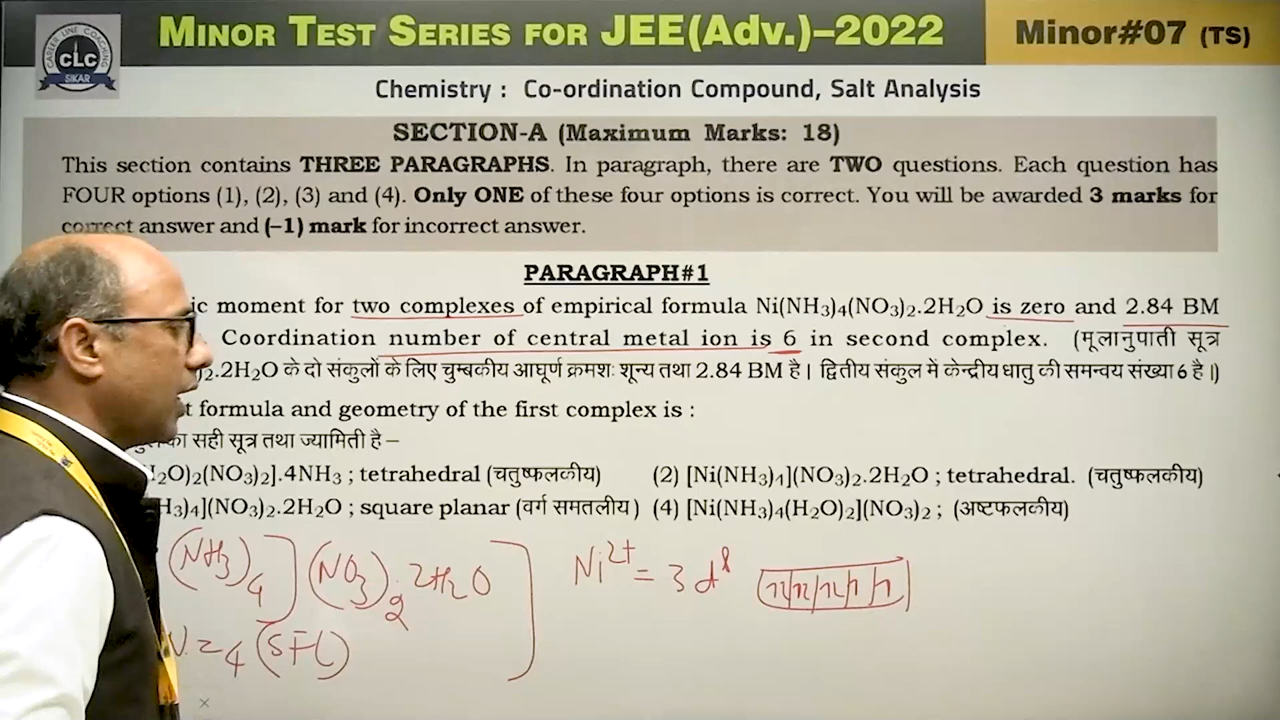 MINOR TEST SERIES FOR JEE(Adv.)–2022
Minor#07 (TS)
CAREER LINE COACHING
CLC
SIKAR
Chemistry : Co-ordination Compound, Salt Analysis
SECTION-A (Maximum Marks: 18)
This section contains THREE PARAGRAPHS. In paragraph, there are TWO questions. Each question has
FOUR options (1), (2), (3) and (4). Only ONE of these four options is correct. You will be awarded 3 marks for
correct answer and (–1) mark for incorrect answer.
PARAGRAPH#1
ic moment for two complexes of empirical formula Ni(NH₃)₄(NO₃)₂.2H₂O is zero and 2.84 BM
Coordination number of central metal ion is 6 in second complex. (मूलानुपाती सूत्र
)₂.2H₂O के दो संकुलों के लिए चुम्बकीय आघूर्ण क्रमशः शून्य तथा 2.84 BM है। द्वितीय संकुल में केन्द्रीय धातु की समन्वय संख्या 6 है।)
t formula and geometry of the first complex is :
का सही सूत्र तथा ज्यामिती है –
H₂O)₂(NO₃)₂].4NH₃ ; tetrahedral (चतुष्फलकीय) (2) [Ni(NH₃)₄](NO₃)₂.2H₂O ; tetrahedral. (चतुष्फलकीय)
H₃)₄](NO₃)₂.2H₂O ; square planar (वर्ग समतलीय) (4) [Ni(NH₃)₄(H₂O)₂](NO₃)₂ ; (अष्टफलकीय)
(NH₃)₄] (NO₃)₂ 2H₂O ] Ni²⁺ = 3d⁸
= 4 (SFL)